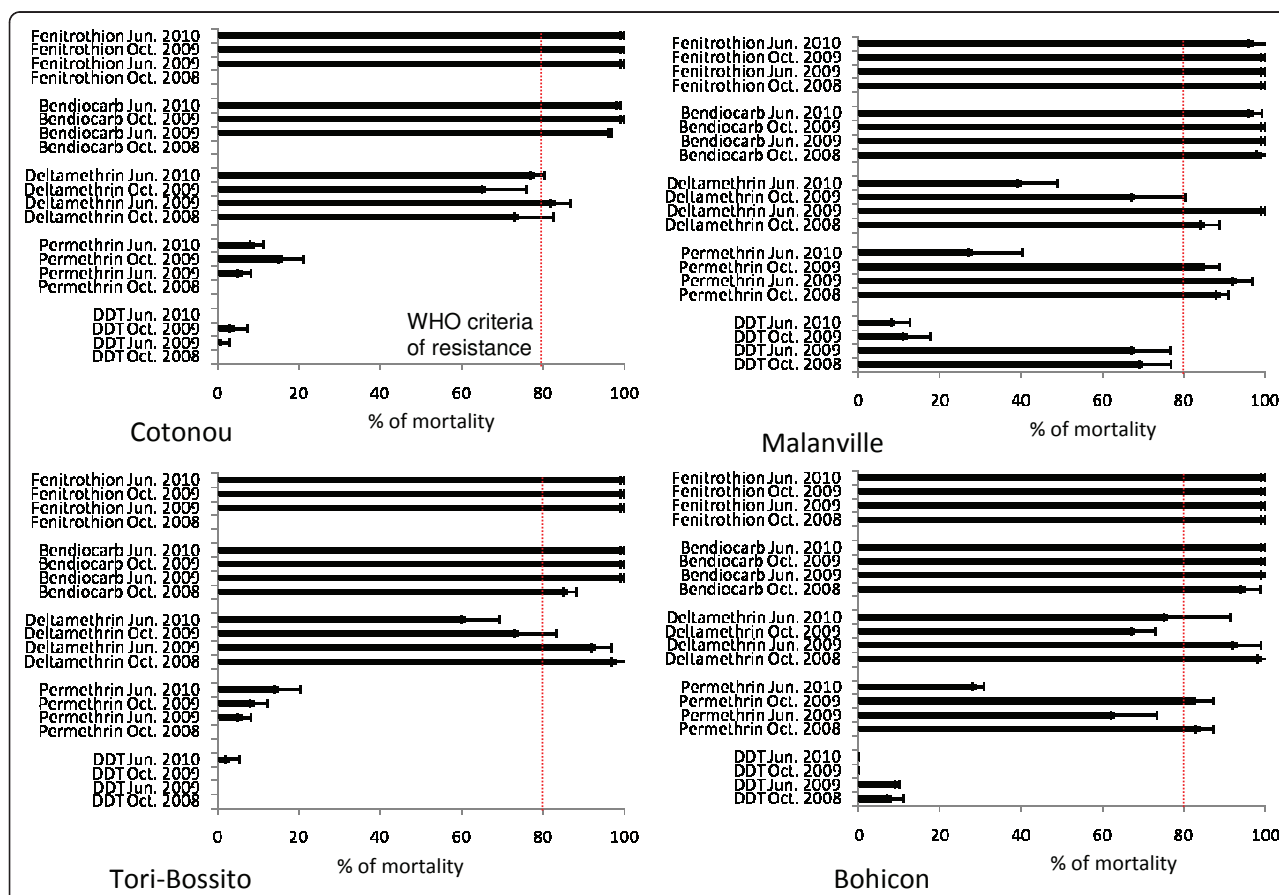 Fenitrothion Jun. 2010
Fenitrothion Oct. 2009
Fenitrothion Jun. 2009
Fenitrothion Oct. 2008
Bendiocarb Jun. 2010
Bendiocarb Oct. 2009
Bendiocarb Jun. 2009
Bendiocarb Oct. 2008
Deltamethrin Jun. 2010
Deltamethrin Oct. 2009
Deltamethrin Jun. 2009
Deltamethrin Oct. 2008
Permethrin Jun. 2010
Permethrin Oct. 2009
Permethrin Jun. 2009
Permethrin Oct. 2008
DDT Jun. 2010
DDT Oct. 2009
DDT Jun. 2009
DDT Oct. 2008
WHO criteria
of resistance
0 20 40 60 80 100
% of mortality
Cotonou
Fenitrothion Jun. 2010
Fenitrothion Oct. 2009
Fenitrothion Jun. 2009
Fenitrothion Oct. 2008
Bendiocarb Jun. 2010
Bendiocarb Oct. 2009
Bendiocarb Jun. 2009
Bendiocarb Oct. 2008
Deltamethrin Jun. 2010
Deltamethrin Oct. 2009
Deltamethrin Jun. 2009
Deltamethrin Oct. 2008
Permethrin Jun. 2010
Permethrin Oct. 2009
Permethrin Jun. 2009
Permethrin Oct. 2008
DDT Jun. 2010
DDT Oct. 2009
DDT Jun. 2009
DDT Oct. 2008
0 20 40 60 80 100
% of mortality
Malanville
Fenitrothion Jun. 2010
Fenitrothion Oct. 2009
Fenitrothion Jun. 2009
Fenitrothion Oct. 2008
Bendiocarb Jun. 2010
Bendiocarb Oct. 2009
Bendiocarb Jun. 2009
Bendiocarb Oct. 2008
Deltamethrin Jun. 2010
Deltamethrin Oct. 2009
Deltamethrin Jun. 2009
Deltamethrin Oct. 2008
Permethrin Jun. 2010
Permethrin Oct. 2009
Permethrin Jun. 2009
Permethrin Oct. 2008
DDT Jun. 2010
DDT Oct. 2009
DDT Jun. 2009
DDT Oct. 2008
0 20 40 60 80 100
% of mortality
Tori-Bossito
Fenitrothion Jun. 2010
Fenitrothion Oct. 2009
Fenitrothion Jun. 2009
Fenitrothion Oct. 2008
Bendiocarb Jun. 2010
Bendiocarb Oct. 2009
Bendiocarb Jun. 2009
Bendiocarb Oct. 2008
Deltamethrin Jun. 2010
Deltamethrin Oct. 2009
Deltamethrin Jun. 2009
Deltamethrin Oct. 2008
Permethrin Jun. 2010
Permethrin Oct. 2009
Permethrin Jun. 2009
Permethrin Oct. 2008
DDT Jun. 2010
DDT Oct. 2009
DDT Jun. 2009
DDT Oct. 2008
0 20 40 60 80 100
% of mortality
Bohicon